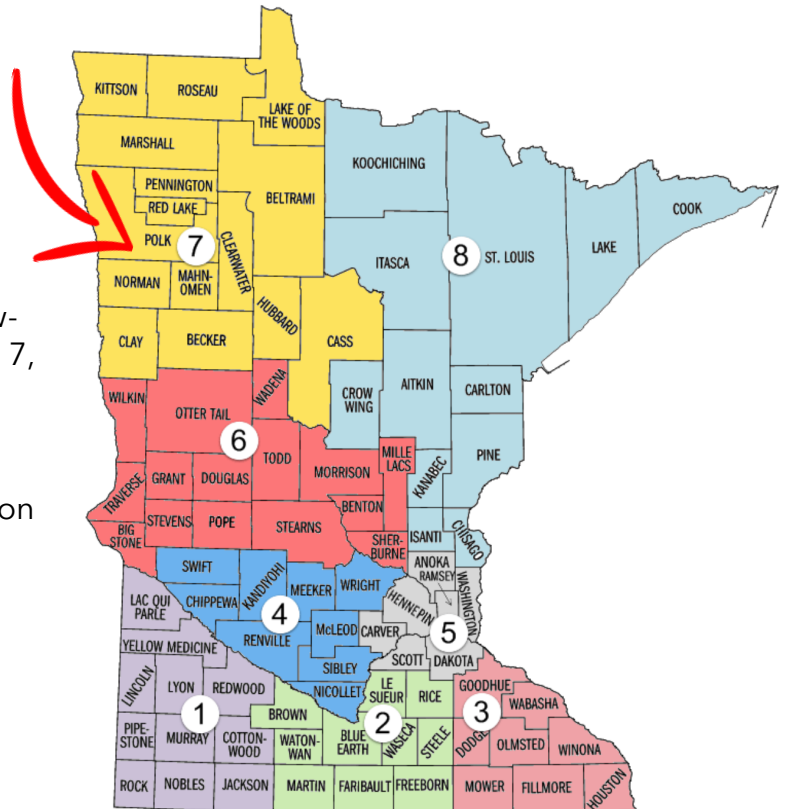 KITTSON
ROSEAU
LAKE OF
THE WOODS
MARSHALL
KOOCHICHING
PENNINGTON
BELTRAMI
RED LAKE
COOK
POLK
7
CLEARWATER
ITASCA
8
ST. LOUIS
LAKE
NORMAN
MAHN-
OMEN
HUBBARD
7,
CLAY
BECKER
CASS
WILKIN
WADENA
CROW
WING
AITKIN
CARLTON
OTTER TAIL
6
TODD
MILLE
LACS
KANABEC
PINE
MORRISON
TRAVERSE
GRANT
DOUGLAS
on
BENTON
BIG
STONE
STEVENS
POPE
STEARNS
SHER-
BURNE
ISANTI
CHISAGO
SWIFT
KANDIYOHI
ANOKA
RAMSEY
WASHINGTON
MEEKER
WRIGHT
HENNEPIN
LAC QUI
PARLE
CHIPPEWA
4
McLEOD
CARVER
5
RENVILLE
YELLOW MEDICINE
SCOTT
DAKOTA
SIBLEY
LINCOLN
LYON
REDWOOD
NICOLLET
LE
SUEUR
RICE
GOODHUE
WABASHA
BROWN
1
2
3
PIPE-
STONE
MURRAY
COTTON-
WOOD
WATON-
WAN
BLUE
EARTH
WASECA
STEELE
DODGE
OLMSTED
WINONA
ROCK
NOBLES
JACKSON
MARTIN
FARIBAULT
FREEBORN
MOWER
FILLMORE
HOUSTON